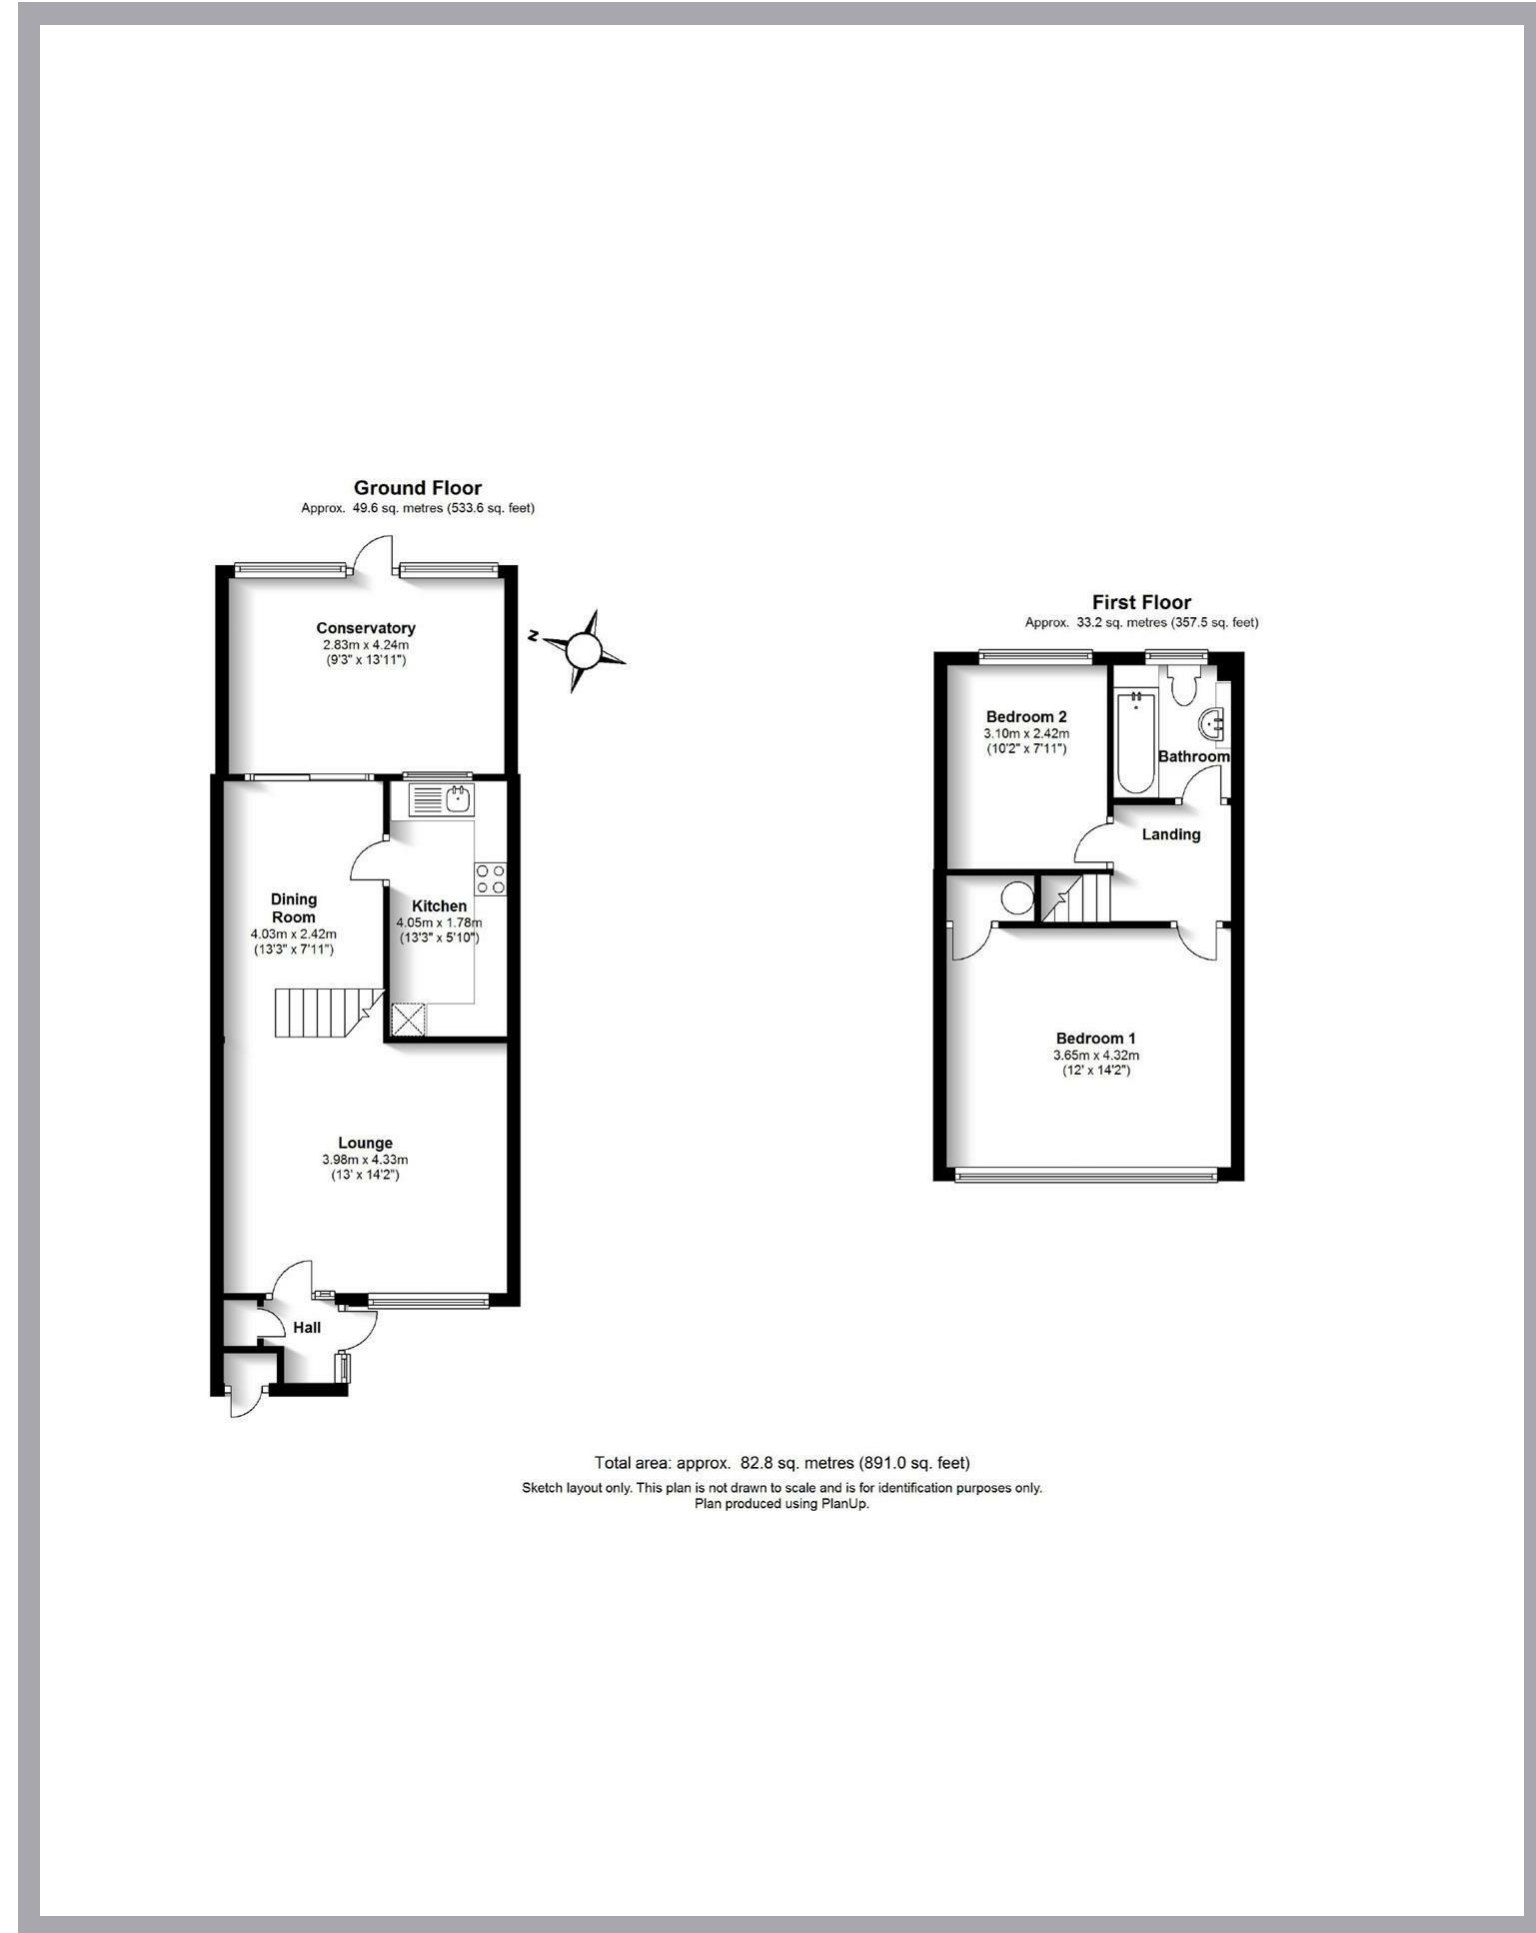 Ground Floor
Approx. 49.6 sq. metres (533.6 sq. feet)
Conservatory
2.83m x 4.24m
(9'3" x 13'11")
N
Dining
Room
4.03m x 2.42m
(13'3" x 7'11")
Kitchen
4.05m x 1.78m
(13'3" x 5'10")
Lounge
3.98m x 4.33m
(13' x 14'2")
Hall
First Floor
Approx. 33.2 sq. metres (357.5 sq. feet)
Bedroom 2
3.10m x 2.42m
(10'2" x 7'11")
Bathroom
Landing
Bedroom 1
3.65m x 4.32m
(12' x 14'2")
Total area: approx. 82.8 sq. metres (891.0 sq. feet)
Sketch layout only. This plan is not drawn to scale and is for identification purposes only.
Plan produced using PlanUp.